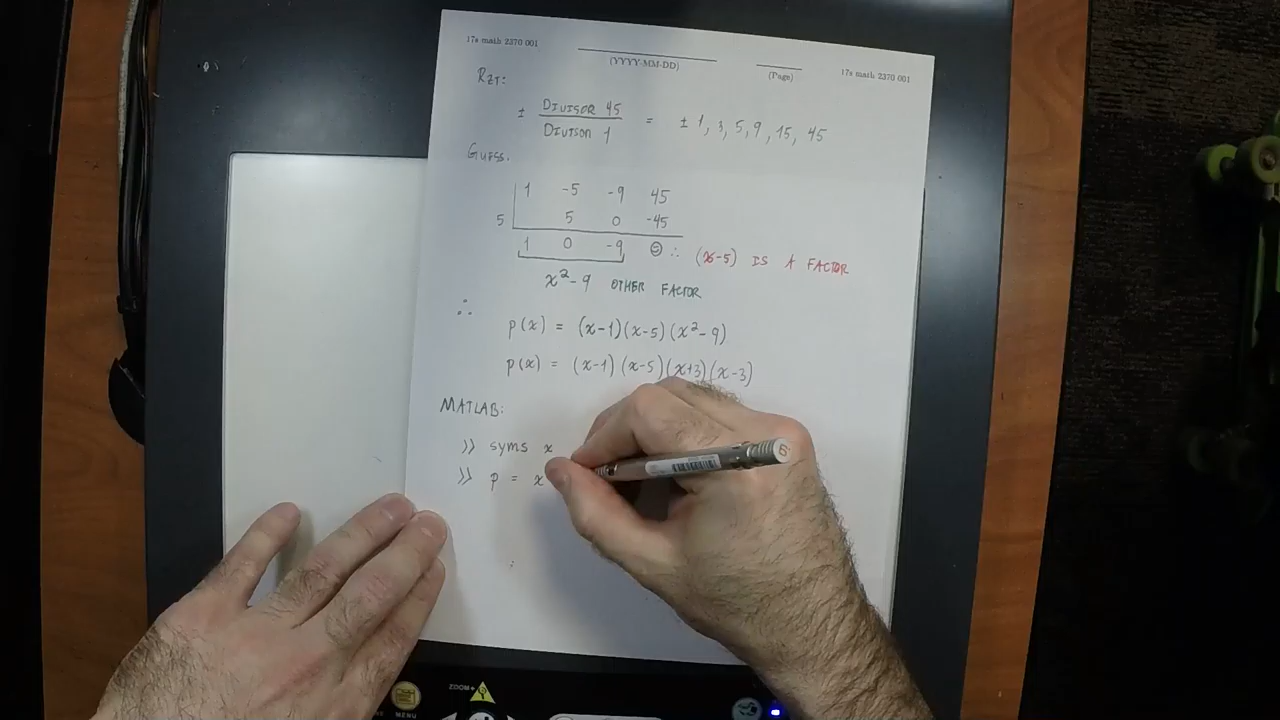 17s math 2370 001 (YYYY-MM-DD) (Page) 17s math 2370 001
RZT:
± DIVISOR 45 / DIVISOR 1 = ± 1, 3, 5, 9, 15, 45
GUESS.
1 -5 -9 45
5 5 0 -45
1 0 -9 0 ∴ (x-5) IS A FACTOR
x² - 9 OTHER FACTOR
∴
p(x) = (x-1)(x-5)(x²-9)
p(x) = (x-1)(x-5)(x+3)(x-3)
MATLAB:
>> syms x
>> p = x
ZOOM+
MENU